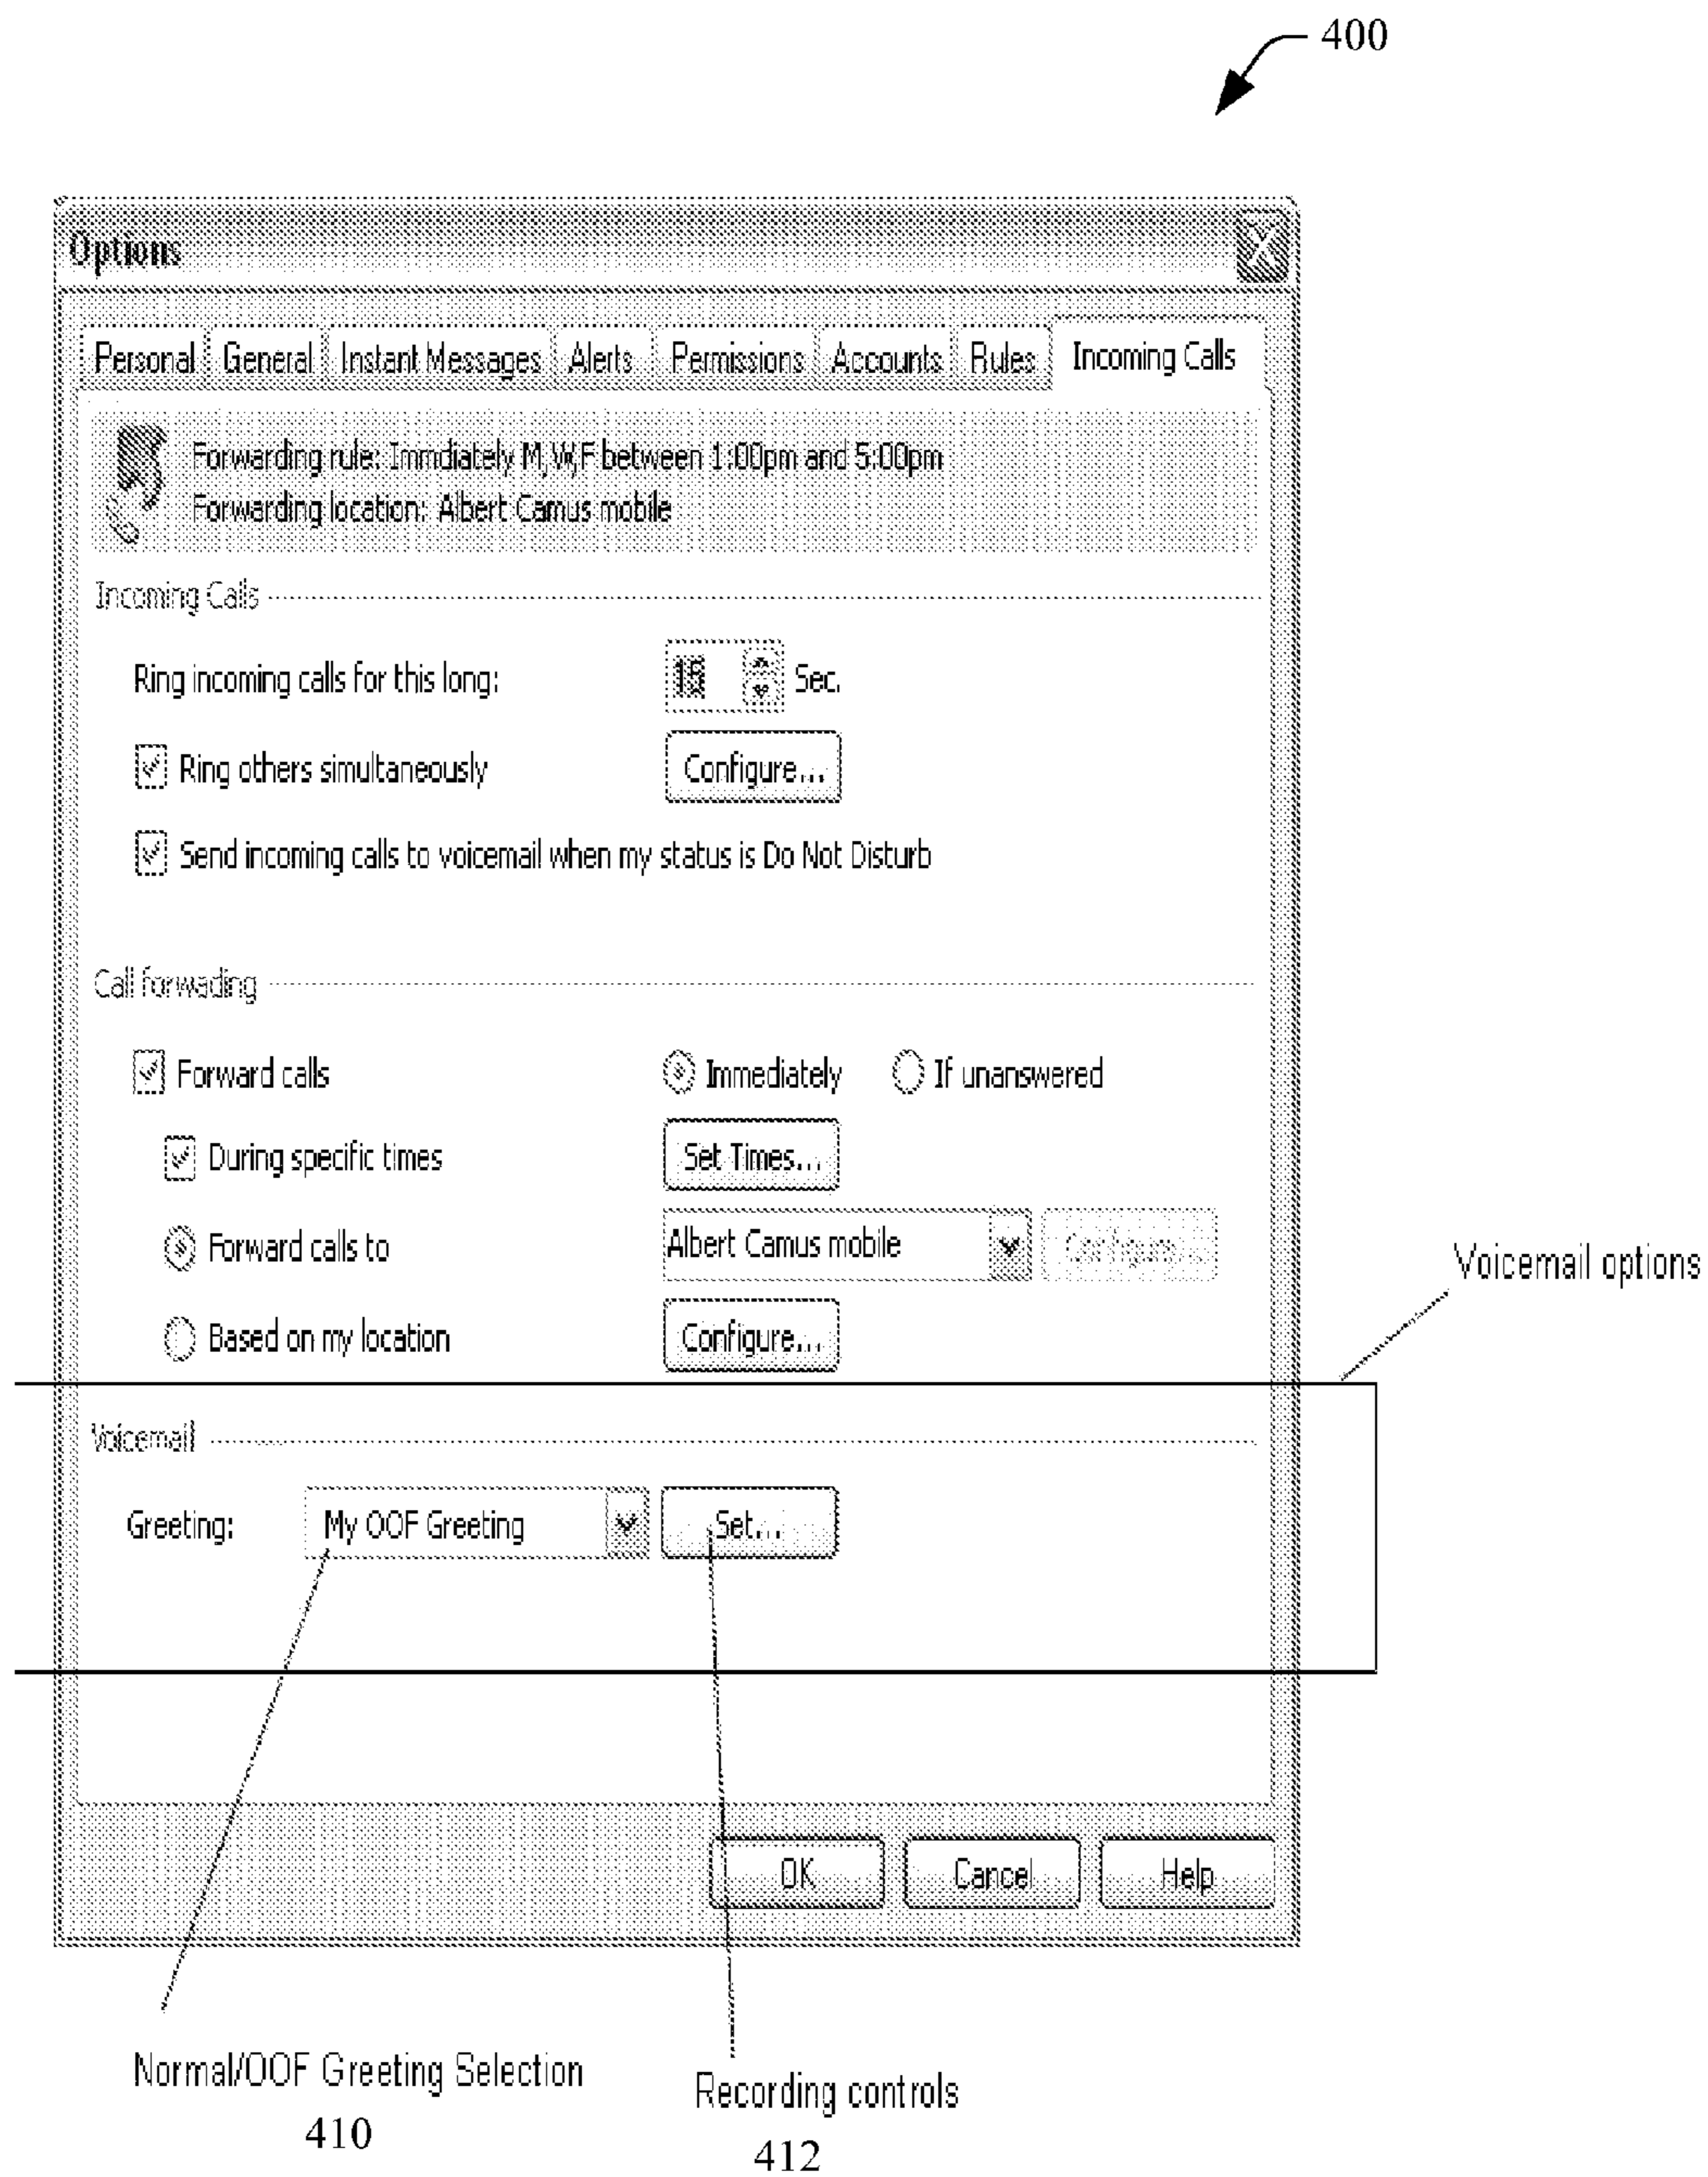 400
Options
Personal General Instant Messages Alerts Permissions Accounts Rules Incoming Calls
Forwarding rule: Immdiately M,W,F between 1:00pm and 5:00pm
Forwarding location: Albert Camus mobile
Incoming Calls
Ring incoming calls for this long: 15 Sec.
Ring others simultaneously Configure...
Send incoming calls to voicemail when my status is Do Not Disturb
Call forwading
Forward calls Immediately If unanswered
During specific times Set Times...
Forward calls to Albert Camus mobile Configure...
Voicemail options
Based on my location Configure...
Voicemail
Greeting: My OOF Greeting Set...
OK Cancel Help
Normal/OOF Greeting Selection
410
Recording controls
412